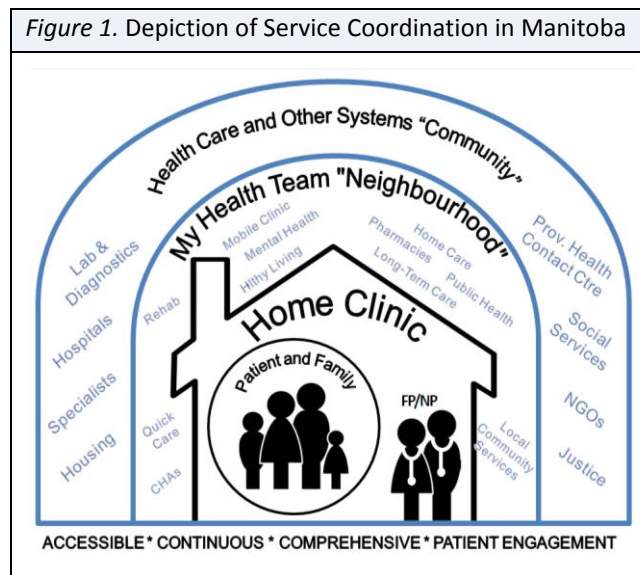 Figure 1. Depiction of Service Coordination in Manitoba
Health Care and Other Systems "Community"
My Health Team "Neighbourhood"
Lab &
Diagnostics
Hospitals
Specialists
Housing
Rehab
Quick
Care
CHAs
Mobile Clinic
Mental Health
Hlthy Living
Home Care
Pharmacies
Long-Term Care
Public Health
Local
Community
Services
Prov. Health
Contact Ctre
Social
Services
NGOs
Justice
Home Clinic
Patient and Family
FP/NP
ACCESSIBLE * CONTINUOUS * COMPREHENSIVE * PATIENT ENGAGEMENT